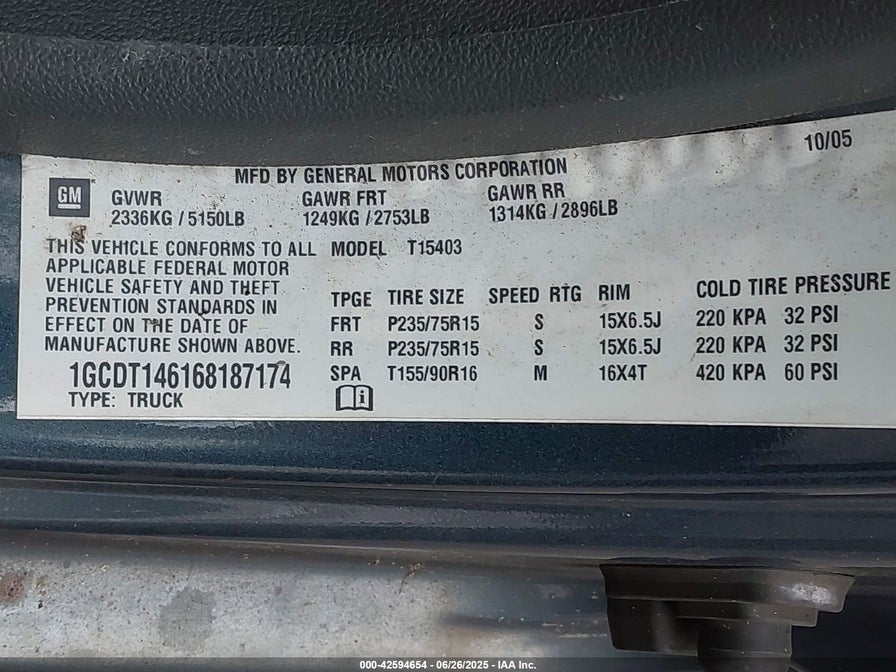 10/05
MFD BY GENERAL MOTORS CORPORATION
GM
GVWR GAWR FRT GAWR RR
2336KG / 5150LB 1249KG / 2753LB 1314KG / 2896LB
THIS VEHICLE CONFORMS TO ALL MODEL T15403
APPLICABLE FEDERAL MOTOR
VEHICLE SAFETY AND THEFT
PREVENTION STANDARDS IN
EFFECT ON THE DATE OF
MANUFACTURE SHOWN ABOVE.
TPGE TIRE SIZE SPEED RTG RIM COLD TIRE PRESSURE
FRT P235/75R15 S 15X6.5J 220 KPA 32 PSI
RR P235/75R15 S 15X6.5J 220 KPA 32 PSI
SPA T155/90R16 M 16X4T 420 KPA 60 PSI
1GCDT146168187174
TYPE: TRUCK
000-42594654 - 06/26/2025 - IAA Inc.